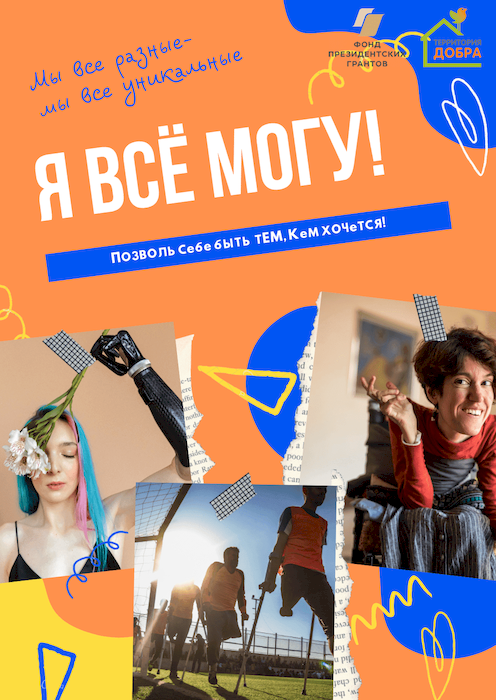 Мы все разные-
мы все уникальные
ФОНД
ПРЕЗИДЕНТСКИХ
ГРАНТОВ
ТЕРРИТОРИЯ
ДОБРА
Я ВСЁ МОГУ!
Позволь себе быть тем, Кем хочется!